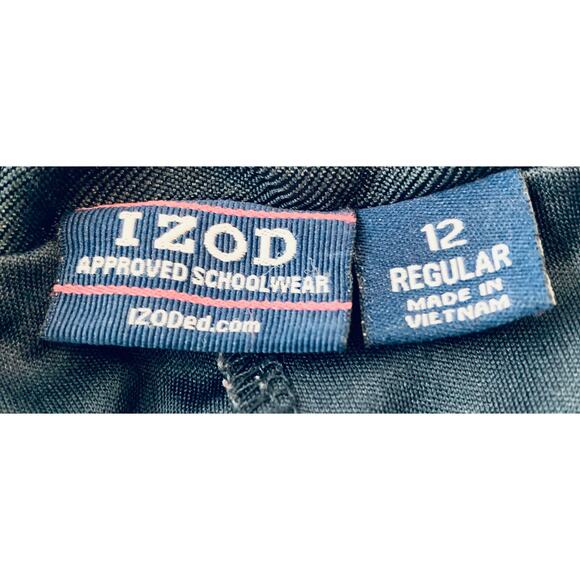 IZOD
APPROVED SCHOOLWEAR
IZODed.com
12
REGULAR
MADE IN
VIETNAM